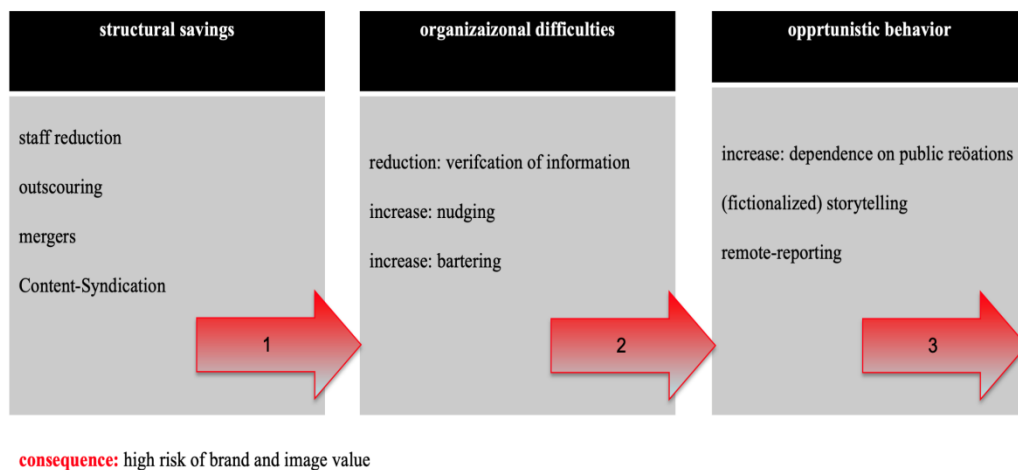 structural savings
staff reduction
outscouring
mergers
Content-Syndication
1
organizaizonal difficulties
reduction: verifcation of information
increase: nudging
increase: bartering
2
opprtunistic behavior
increase: dependence on public reöations
(fictionalized) storytelling
remote-reporting
3
consequence: high risk of brand and image value